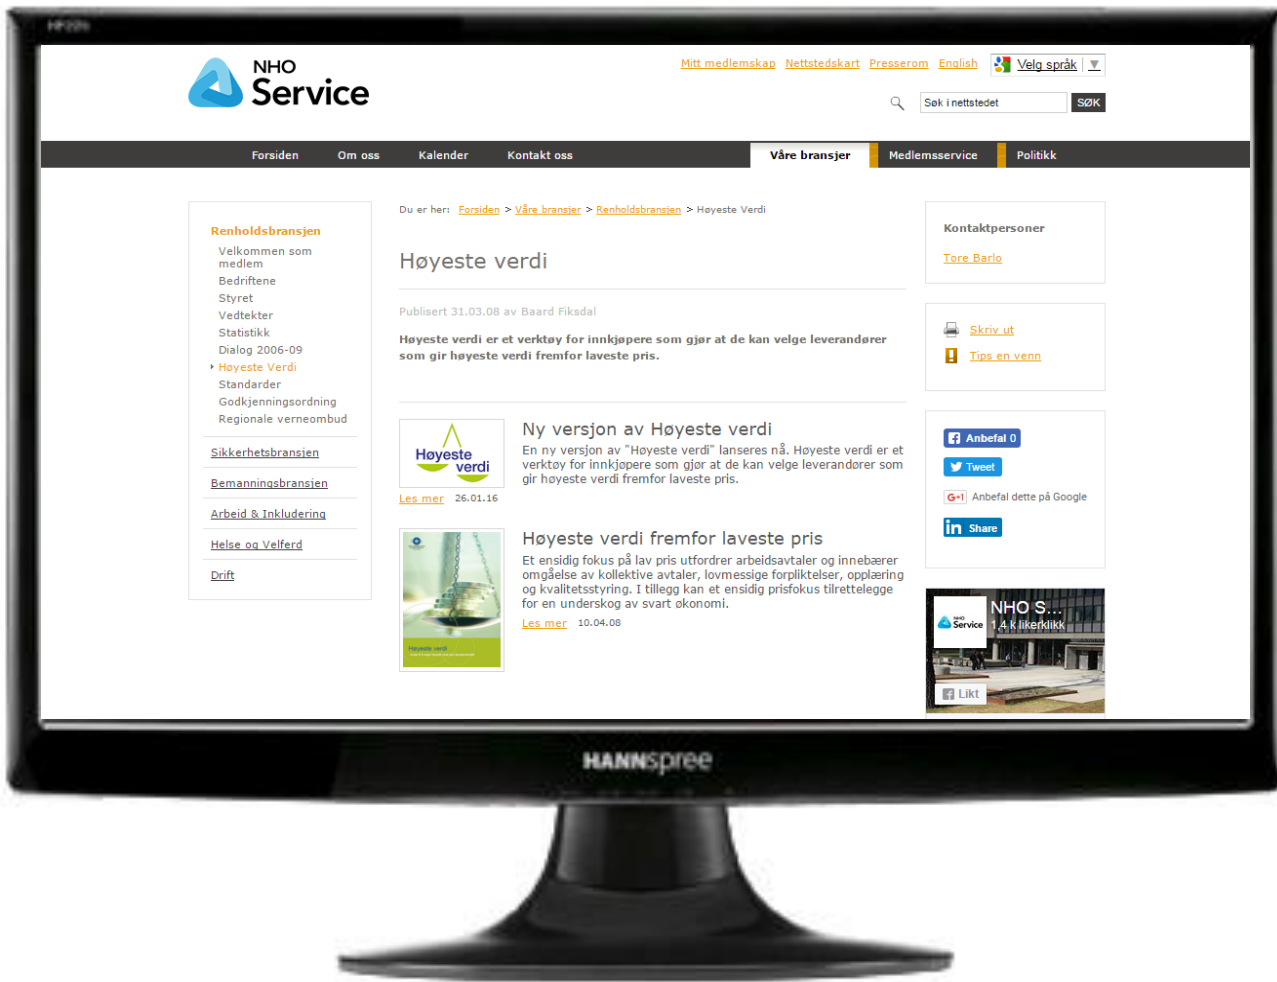 NHO
Service
Mitt medlemskap Nettstedskart Presserom English Velg språk ▼
Søk i nettstedet SØK
Forsiden Om oss Kalender Kontakt oss Våre bransjer Medlemsservice Politikk
Renholdsbransjen
Velkommen som
medlem
Bedriftene
Styret
Vedtekter
Statistikk
Dialog 2006-09
Høyeste Verdi
Standarder
Godkjenningsordning
Regionale verneombud
Sikkerhetsbransjen
Bemanningsbransjen
Arbeid & Inkludering
Helse og Velferd
Drift
Du er her: Forsiden > Våre bransjer > Renholdsbransjen > Høyeste Verdi
Høyeste verdi
Publisert 31.03.08 av Baard Fiksdal
Høyeste verdi er et verktøy for innkjøpere som gjør at de kan velge leverandører
som gir høyeste verdi fremfor laveste pris.
Høyeste
verdi
Les mer 26.01.16
Ny versjon av Høyeste verdi
En ny versjon av "Høyeste verdi" lanseres nå. Høyeste verdi er et
verktøy for innkjøpere som gjør at de kan velge leverandører som
gir høyeste verdi fremfor laveste pris.
Høyeste verdi
Høyeste verdi fremfor laveste pris
Et ensidig fokus på lav pris utfordrer arbeidsavtaler og innebærer
omgåelse av kollektive avtaler, lovmessige forpliktelser, opplæring
og kvalitetsstyring. I tillegg kan et ensidig prisfokus tilrettelegge
for en underskog av svart økonomi.
Les mer 10.04.08
Kontaktpersoner
Tore Barlo
Skriv ut
Tips en venn
Anbefal 0
Tweet
G+1 Anbefal dette på Google
in Share
NHO S...
NHO
Service
1,4 k likerklikk
Likt
HANNspree